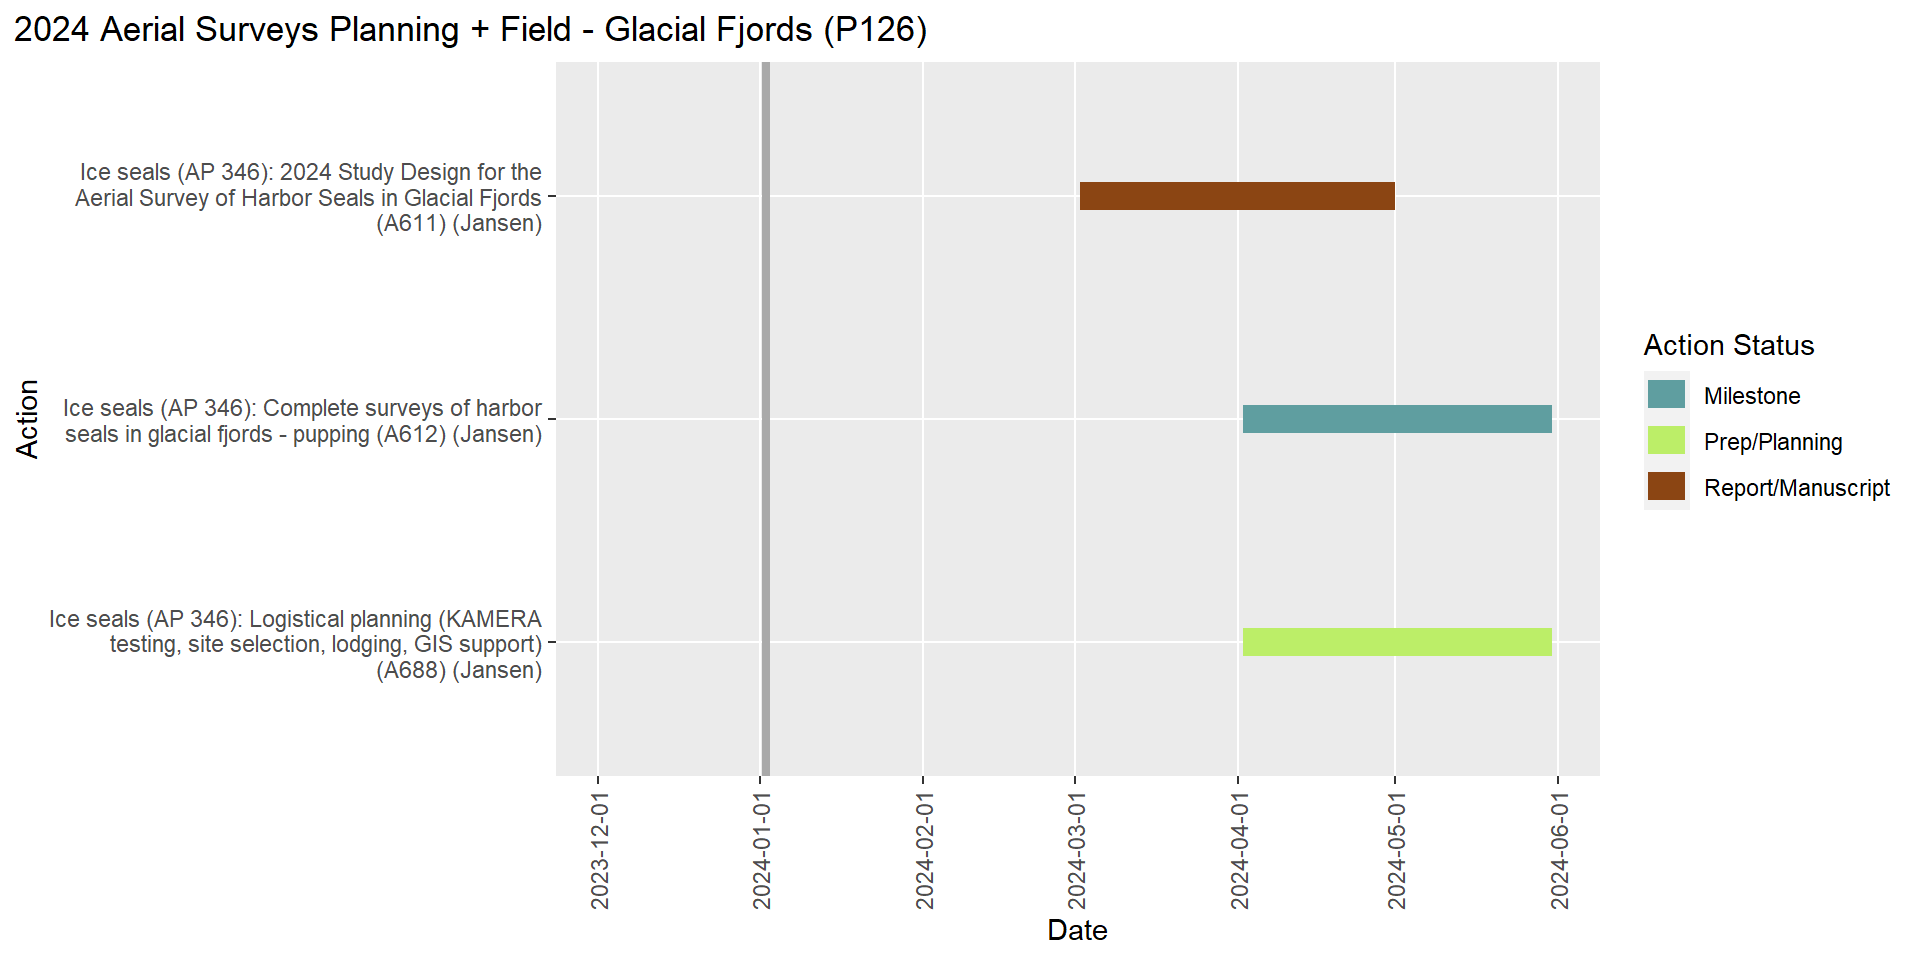 2024 Aerial Surveys Planning + Field - Glacial Fjords (P126)
Ice seals (AP 346): 2024 Study Design for the
Aerial Survey of Harbor Seals in Glacial Fjords
(A611) (Jansen)
Ice seals (AP 346): Complete surveys of harbor
seals in glacial fjords - pupping (A612) (Jansen)
Ice seals (AP 346): Logistical planning (KAMERA
testing, site selection, lodging, GIS support)
(A688) (Jansen)
Action
2023-12-01
2024-01-01
2024-02-01
2024-03-01
2024-04-01
2024-05-01
2024-06-01
Date
Action Status
Milestone
Prep/Planning
Report/Manuscript